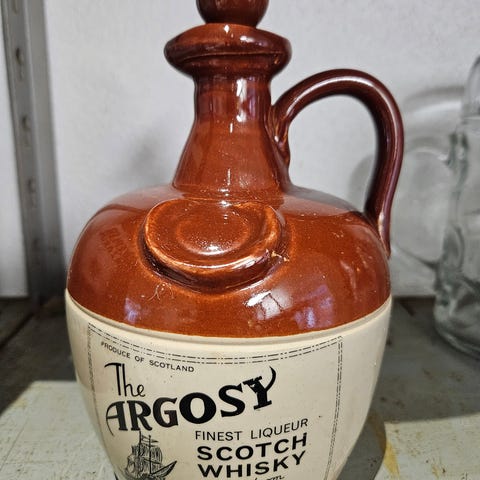 PRODUCE OF SCOTLAND
The
ARGOSY
FINEST LIQUEUR
SCOTCH
WHISKY